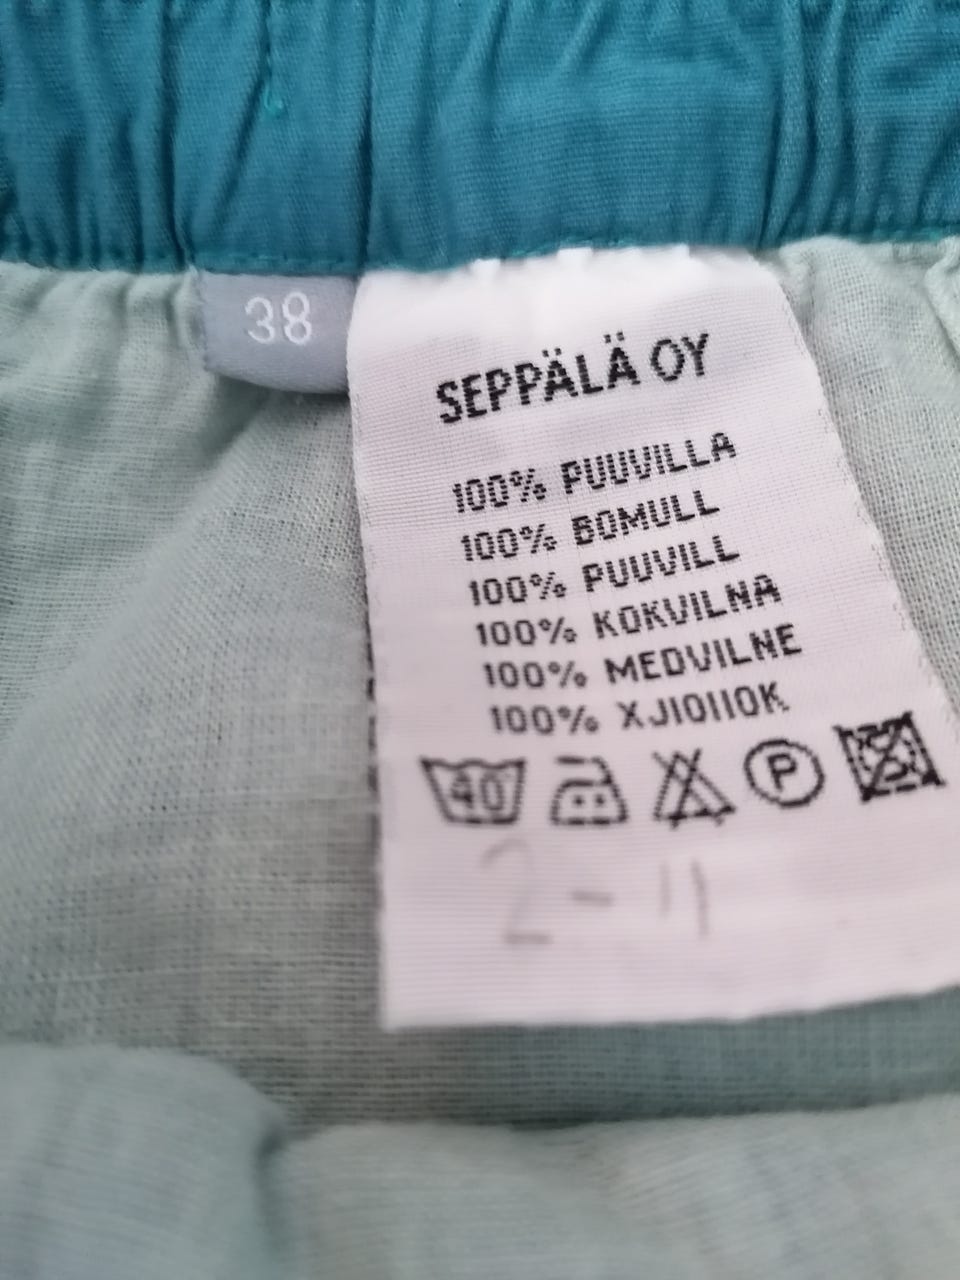 38
SEPPÄLÄ OY
100% PUUVILLA
100% BOMULL
100% PUUVILL
100% KOKVILNA
100% MEDVILNE
100% XJIOIIOK
40
P
2-11